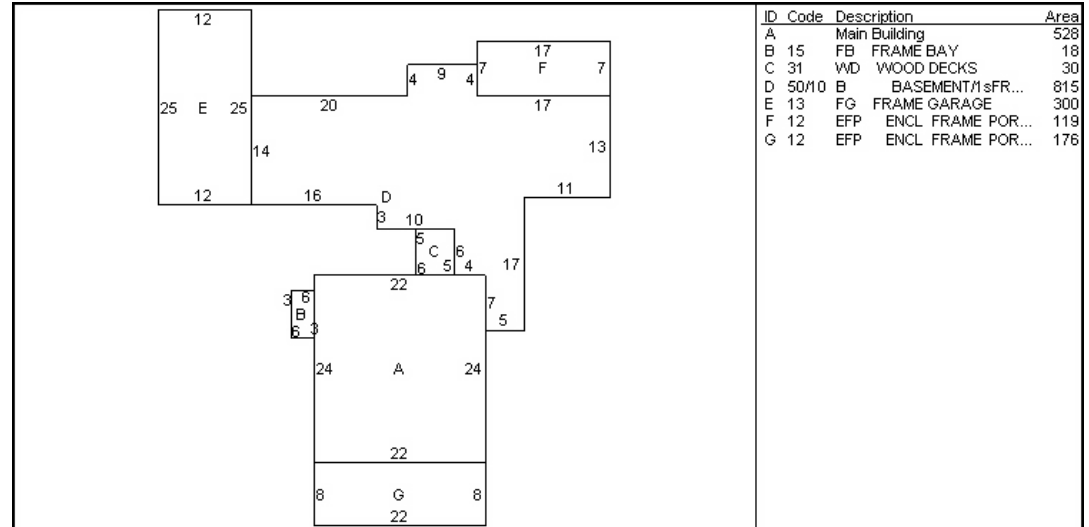 ID Code Description Area
A Main Building 528
B 15 FB FRAME BAY 18
C 31 WD WOOD DECKS 30
D 50/10 B BASEMENT/1sFR... 815
E 13 FG FRAME GARAGE 300
F 12 EFP ENCL FRAME POR... 119
G 12 EFP ENCL FRAME POR... 176
12
17
9 7 F 7
4 4
20 17
25 E 25
14 13
12 16 D 11
3 10
5 C 6 17
6 5 4
22
3 6 7
B 5
6 3
24 A 24
22
8 G 8
22